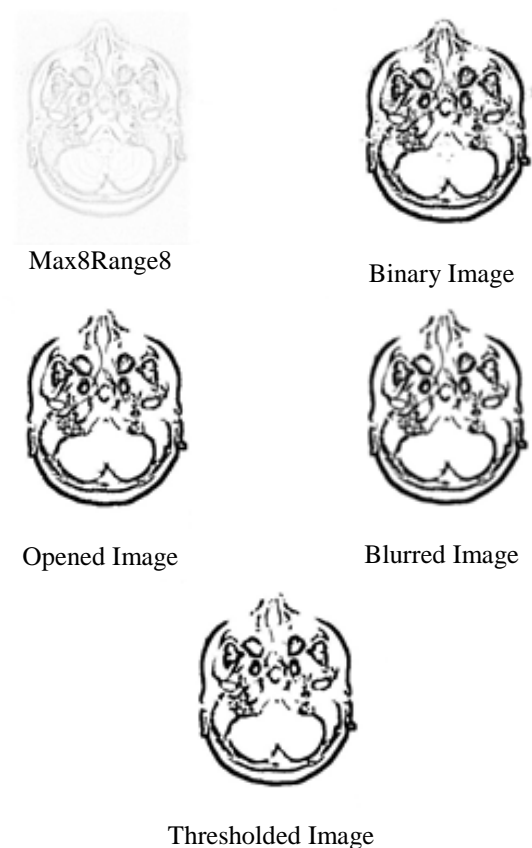 Max8Range8
Binary Image
Opened Image
Blurred Image
Thresholded Image